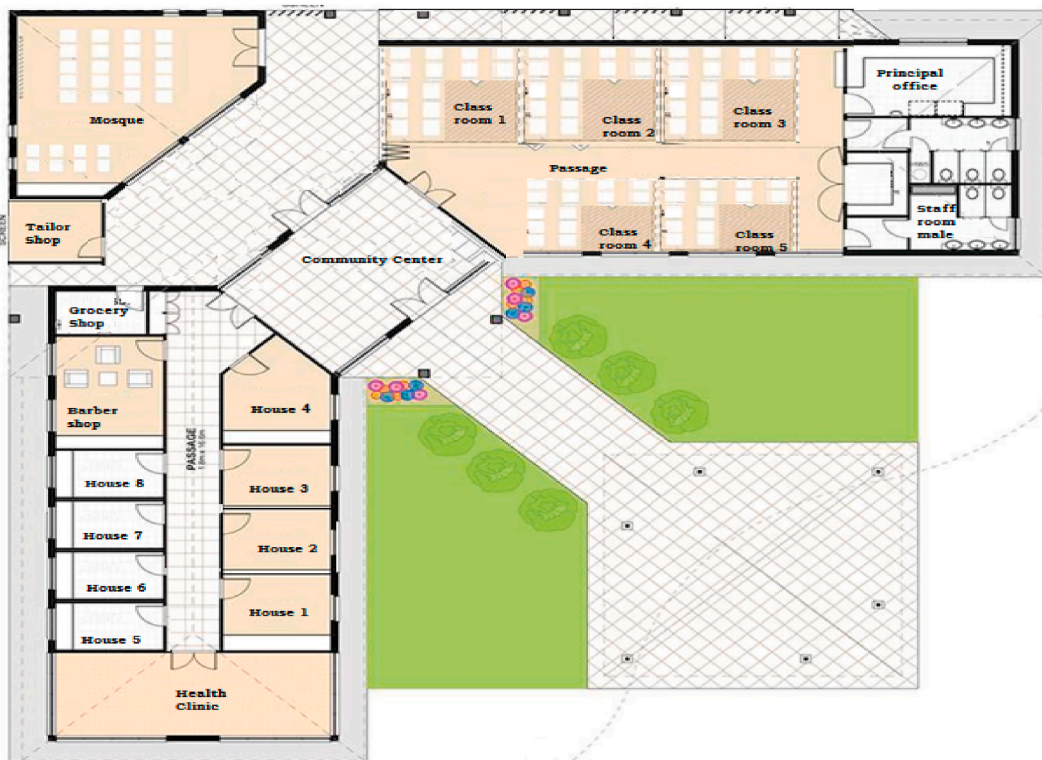 SCREEN
Mosque
Class
room 1
Class
room 2
Class
room 3
Principal
office
Passage
SCREEN
Tailor
Shop
Class
room 4
Class
room 5
Staff
room
male
Community Center
Grocery
Shop
Barber
shop
House 4
PASSAGE
House 8
House 3
House 7
House 2
House 6
House 1
House 5
Health
Clinic